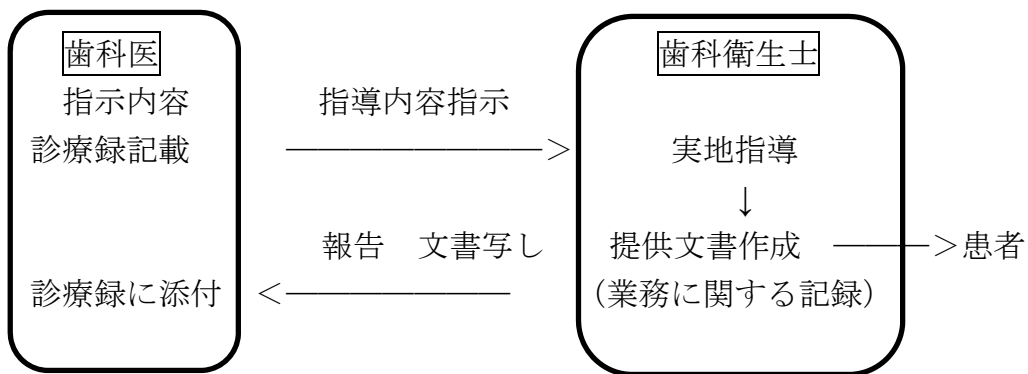 歯科医
指示内容
診療録記載
診療録に添付
指導内容指示
————————＞
報告　文書写し
＜———————
歯科衛生士
実地指導
↓
提供文書作成　———＞患者
（業務に関する記録）